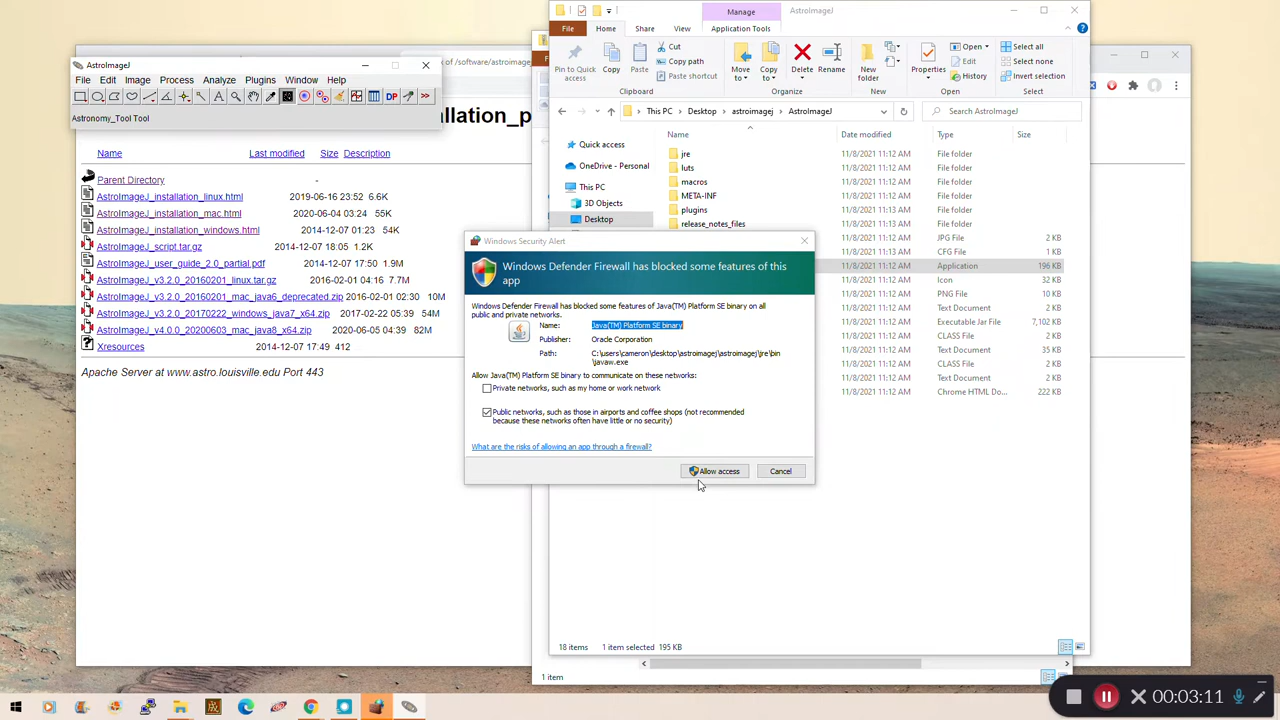 AstroImageJ
File Edit Image Process Analyze Plugins Window Help
DP
>>
Astronomy_Tool Tool
of /software/astroimage
allation_p
Name Last modified Size Description
Parent Directory -
AstroImageJ_installation_linux.html 2019-06-16 23:52 6.6K
AstroImageJ_installation_mac.html 2020-06-04 03:24 55K
AstroImageJ_installation_windows.html 2014-12-07 01:23 54K
AstroImageJ_script.tar.gz 2014-12-07 18:05 1.2K
AstroImageJ_user_guide_2.0_partial.pdf 2014-12-07 17:50 1.9M
AstroImageJ_v3.2.0_20160201_linux.tar.gz 2016-02-01 04:16 7.7M
AstroImageJ_v3.2.0_20160201_mac_java6_deprecated.zip 2016-02-01 02:30 10M
AstroImageJ_v3.2.0_20170222_windows_java7_x64.zip 2017-02-22 05:09 54M
AstroImageJ_v4.0.0_20200603_mac_java8_x64.zip 2020-06-05 04:39 82M
Xresources 2014-12-07 17:49 412
Apache Server at www.astro.louisville.edu Port 443
Manage AstroImageJ
File Home Share View Application Tools
Pin to Quick access
Copy
Paste
Cut
Copy path
Paste shortcut
Clipboard
Move to
Copy to
Delete
Rename
Organize
New folder
New
Properties
Open
Edit
History
Open
Select all
Select none
Invert selection
Select
This PC Desktop astroimagej AstroImageJ
Search AstroImageJ
Quick access
OneDrive - Personal
This PC
3D Objects
Desktop
Name Date modified Type Size
jre 11/8/2021 11:12 AM File folder
luts 11/8/2021 11:12 AM File folder
macros 11/8/2021 11:12 AM File folder
META-INF 11/8/2021 11:12 AM File folder
plugins 11/8/2021 11:13 AM File folder
release_notes_files 11/8/2021 11:13 AM File folder
11/8/2021 11:12 AM JPG File 2 KB
11/8/2021 11:12 AM CFG File 1 KB
11/8/2021 11:12 AM Application 196 KB
11/8/2021 11:12 AM Icon 32 KB
11/8/2021 11:12 AM PNG File 10 KB
11/8/2021 11:12 AM Text Document 2 KB
11/8/2021 11:12 AM Executable Jar File 7,102 KB
11/8/2021 11:12 AM CLASS File 2 KB
11/8/2021 11:12 AM Text Document 35 KB
11/8/2021 11:12 AM CLASS File 2 KB
11/8/2021 11:12 AM Text Document 2 KB
11/8/2021 11:12 AM Chrome HTML Do... 222 KB
Windows Security Alert
Windows Defender Firewall has blocked some features of this
app
Windows Defender Firewall has blocked some features of Java(TM) Platform SE binary on all
public and private networks.
Name: Java(TM) Platform SE binary
Publisher: Oracle Corporation
Path: C:\users\cameron\desktop\astroimagej\astroimagej\jre\bin
\javaw.exe
Allow Java(TM) Platform SE binary to communicate on these networks:
Private networks, such as my home or work network
Public networks, such as those in airports and coffee shops (not recommended
because these networks often have little or no security)
What are the risks of allowing an app through a firewall?
Allow access Cancel
18 items 1 item selected 195 KB
1 item
00:03:11